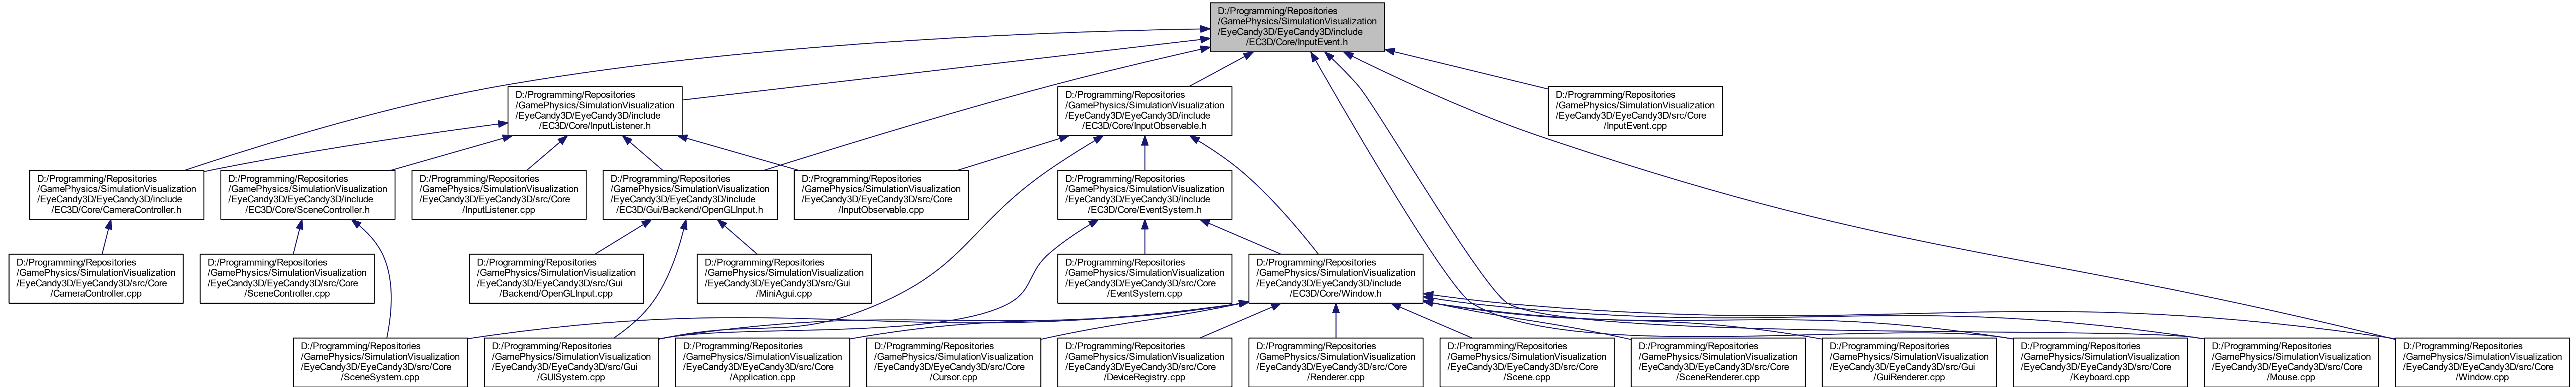 D:/Programming/Repositories
/GamePhysics/SimulationVisualization
/EyeCandy3D/EyeCandy3D/include
/EC3D/Core/InputEvent.h
D:/Programming/Repositories
/GamePhysics/SimulationVisualization
/EyeCandy3D/EyeCandy3D/include
/EC3D/Core/InputListener.h
D:/Programming/Repositories
/GamePhysics/SimulationVisualization
/EyeCandy3D/EyeCandy3D/include
/EC3D/Core/InputObservable.h
D:/Programming/Repositories
/GamePhysics/SimulationVisualization
/EyeCandy3D/EyeCandy3D/src/Core
/InputEvent.cpp
D:/Programming/Repositories
/GamePhysics/SimulationVisualization
/EyeCandy3D/EyeCandy3D/include
/EC3D/Core/CameraController.h
D:/Programming/Repositories
/GamePhysics/SimulationVisualization
/EyeCandy3D/EyeCandy3D/include
/EC3D/Core/SceneController.h
D:/Programming/Repositories
/GamePhysics/SimulationVisualization
/EyeCandy3D/EyeCandy3D/src/Core
/InputListener.cpp
D:/Programming/Repositories
/GamePhysics/SimulationVisualization
/EyeCandy3D/EyeCandy3D/include
/EC3D/Gui/Backend/OpenGLInput.h
D:/Programming/Repositories
/GamePhysics/SimulationVisualization
/EyeCandy3D/EyeCandy3D/src/Core
/InputObservable.cpp
D:/Programming/Repositories
/GamePhysics/SimulationVisualization
/EyeCandy3D/EyeCandy3D/include
/EC3D/Core/EventSystem.h
D:/Programming/Repositories
/GamePhysics/SimulationVisualization
/EyeCandy3D/EyeCandy3D/src/Core
/CameraController.cpp
D:/Programming/Repositories
/GamePhysics/SimulationVisualization
/EyeCandy3D/EyeCandy3D/src/Core
/SceneController.cpp
D:/Programming/Repositories
/GamePhysics/SimulationVisualization
/EyeCandy3D/EyeCandy3D/src/Gui
/Backend/OpenGLInput.cpp
D:/Programming/Repositories
/GamePhysics/SimulationVisualization
/EyeCandy3D/EyeCandy3D/src/Gui
/MiniAgui.cpp
D:/Programming/Repositories
/GamePhysics/SimulationVisualization
/EyeCandy3D/EyeCandy3D/src/Core
/EventSystem.cpp
D:/Programming/Repositories
/GamePhysics/SimulationVisualization
/EyeCandy3D/EyeCandy3D/include
/EC3D/Core/Window.h
D:/Programming/Repositories
/GamePhysics/SimulationVisualization
/EyeCandy3D/EyeCandy3D/src/Core
/SceneSystem.cpp
D:/Programming/Repositories
/GamePhysics/SimulationVisualization
/EyeCandy3D/EyeCandy3D/src/Gui
/GUISystem.cpp
D:/Programming/Repositories
/GamePhysics/SimulationVisualization
/EyeCandy3D/EyeCandy3D/src/Core
/Application.cpp
D:/Programming/Repositories
/GamePhysics/SimulationVisualization
/EyeCandy3D/EyeCandy3D/src/Core
/Cursor.cpp
D:/Programming/Repositories
/GamePhysics/SimulationVisualization
/EyeCandy3D/EyeCandy3D/src/Core
/DeviceRegistry.cpp
D:/Programming/Repositories
/GamePhysics/SimulationVisualization
/EyeCandy3D/EyeCandy3D/src/Core
/Renderer.cpp
D:/Programming/Repositories
/GamePhysics/SimulationVisualization
/EyeCandy3D/EyeCandy3D/src/Core
/Scene.cpp
D:/Programming/Repositories
/GamePhysics/SimulationVisualization
/EyeCandy3D/EyeCandy3D/src/Core
/SceneRenderer.cpp
D:/Programming/Repositories
/GamePhysics/SimulationVisualization
/EyeCandy3D/EyeCandy3D/src/Gui
/GuiRenderer.cpp
D:/Programming/Repositories
/GamePhysics/SimulationVisualization
/EyeCandy3D/EyeCandy3D/src/Core
/Keyboard.cpp
D:/Programming/Repositories
/GamePhysics/SimulationVisualization
/EyeCandy3D/EyeCandy3D/src/Core
/Mouse.cpp
D:/Programming/Repositories
/GamePhysics/SimulationVisualization
/EyeCandy3D/EyeCandy3D/src/Core
/Window.cpp